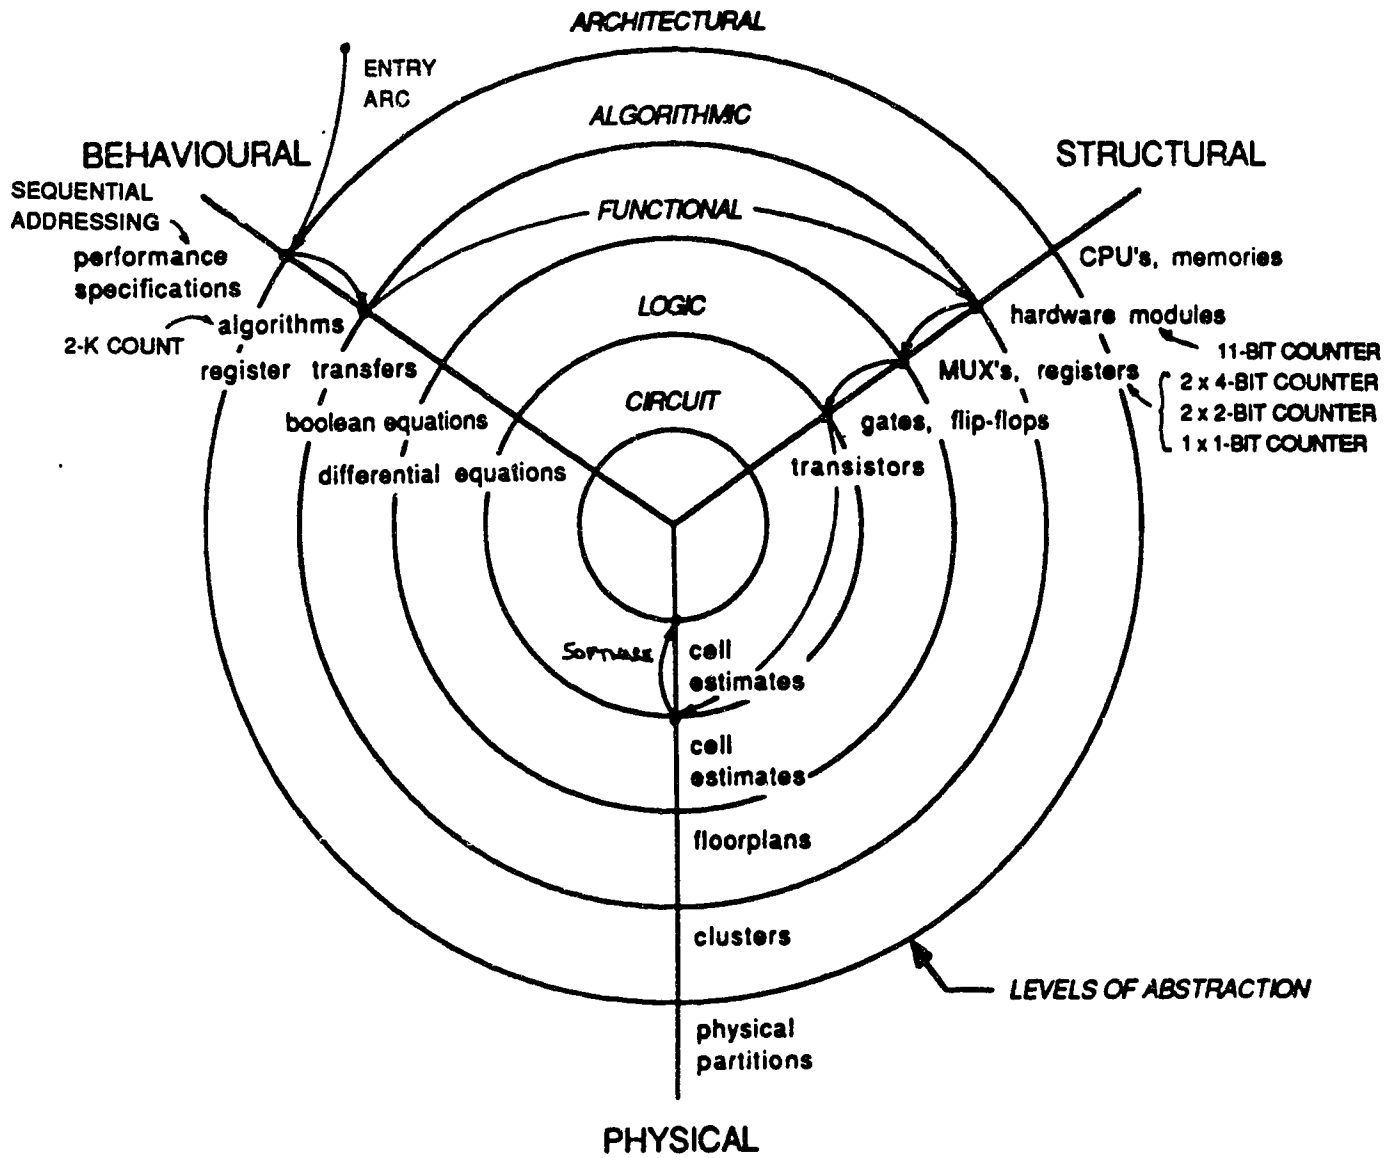 ARCHITECTURAL
ENTRY
ARC
ALGORITHMIC
BEHAVIOURAL
STRUCTURAL
SEQUENTIAL
ADDRESSING
FUNCTIONAL
performance
specifications
CPU's, memories
LOGIC
algorithms
hardware modules
2-K COUNT
11-BIT COUNTER
register transfers
MUX's, registers
2 x 4-BIT COUNTER
CIRCUIT
2 x 2-BIT COUNTER
boolean equations
gates, flip-flops
1 x 1-BIT COUNTER
differential equations
transistors
SOFTWARE
cell
estimates
cell
estimates
floorplans
clusters
LEVELS OF ABSTRACTION
physical
partitions
PHYSICAL